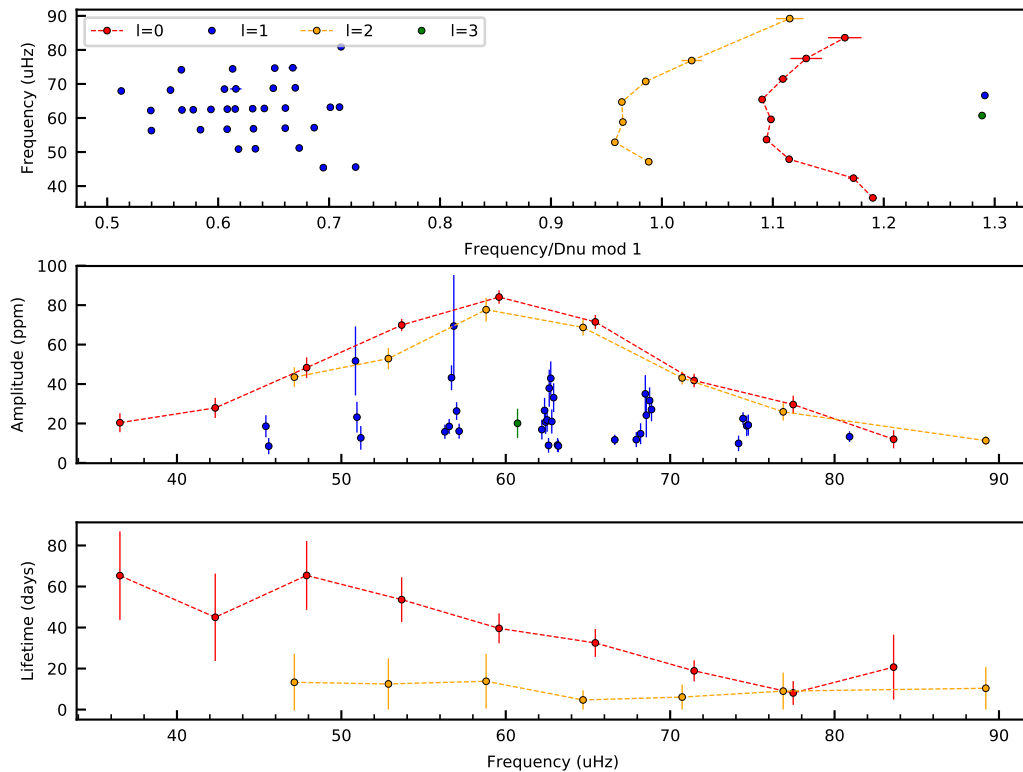 l=0 l=1 l=2 l=3
Frequency (uHz)
90
80
70
60
50
40
0.5 0.6 0.7 0.8 0.9 1.0 1.1 1.2 1.3
Frequency/Dnu mod 1
Amplitude (ppm)
100
80
60
40
20
0
40 50 60 70 80 90
Lifetime (days)
80
60
40
20
0
40 50 60 70 80 90
Frequency (uHz)